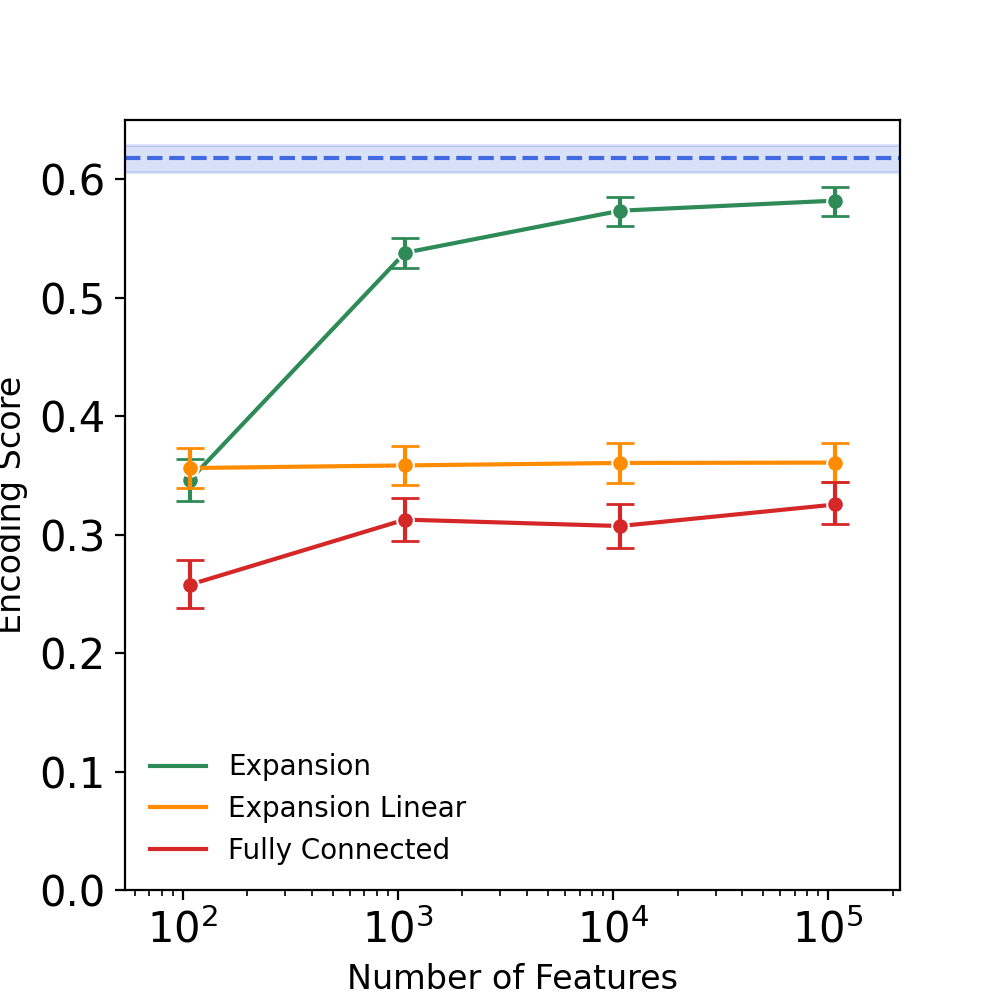 0.6
0.5
0.4
0.3
0.2
0.1
0.0
Encoding Score
Expansion
Expansion Linear
Fully Connected
10² 10³ 10⁴ 10⁵
Number of Features